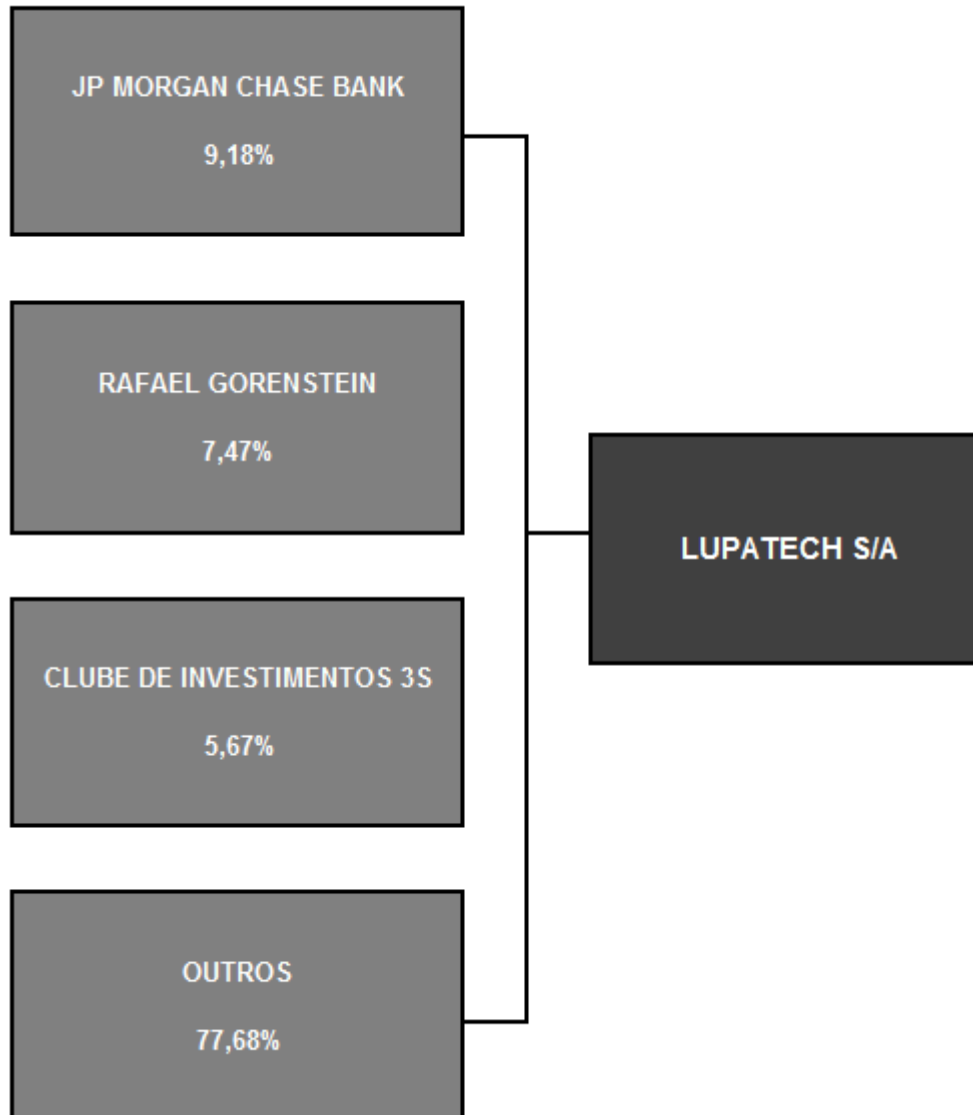 JP MORGAN CHASE BANK
9,18%
RAFAEL GORENSTEIN
7,47%
CLUBE DE INVESTIMENTOS 3S
5,67%
OUTROS
77,68%
LUPATECH S/A